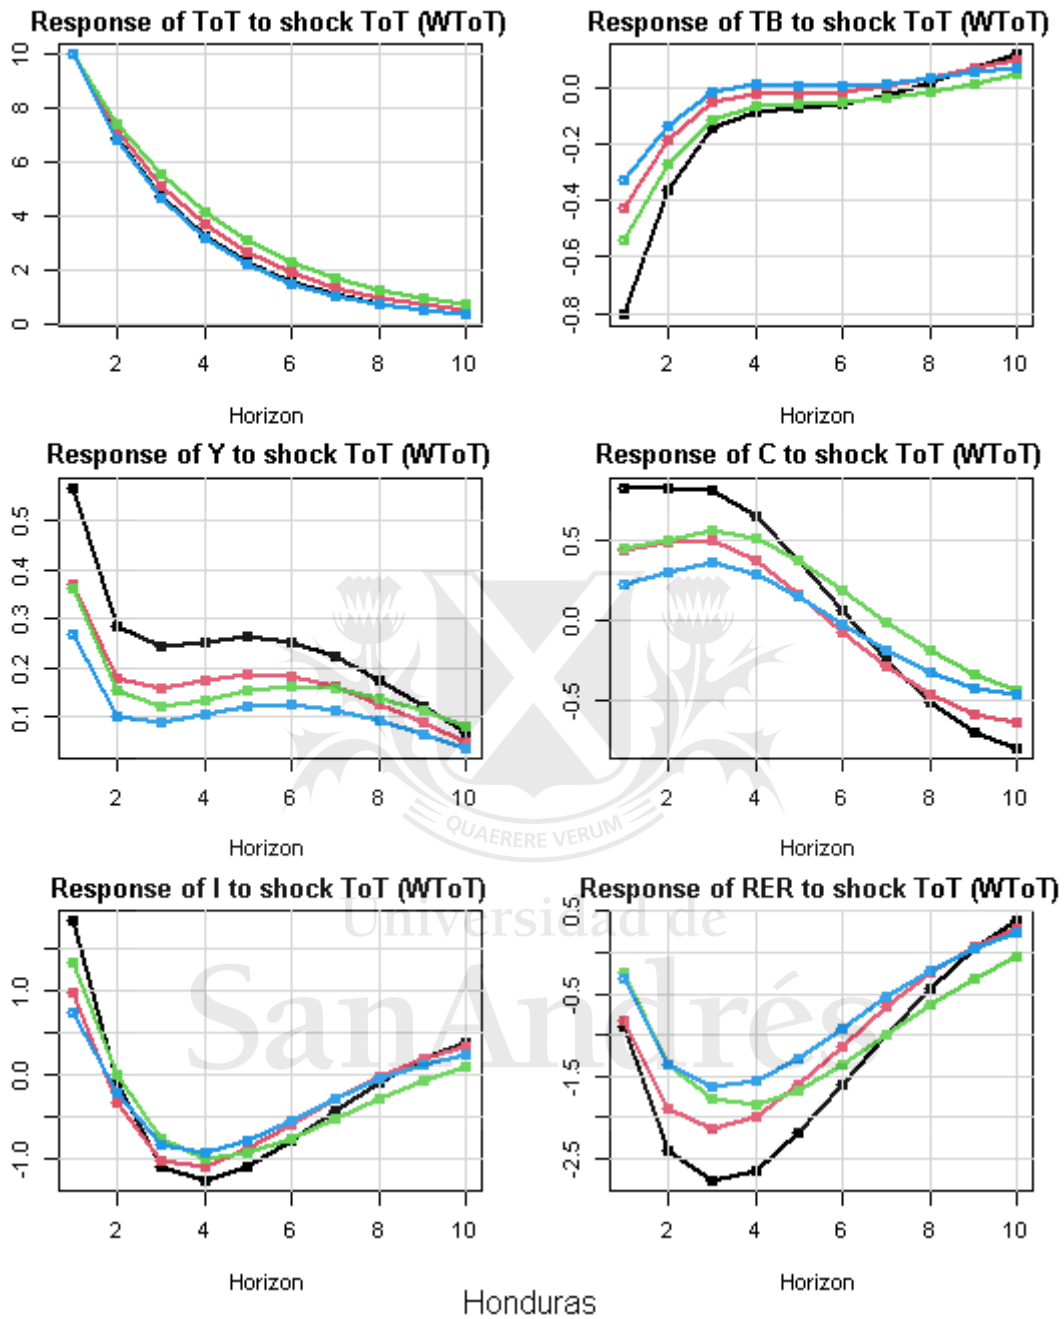 Response of ToT to shock ToT (WToT)
0 2 4 6 8 10
2 4 6 8 10
Horizon
Response of TB to shock ToT (WToT)
-0.8 -0.6 -0.4 -0.2 0.0
2 4 6 8 10
Horizon
Response of Y to shock ToT (WToT)
0.1 0.2 0.3 0.4 0.5
2 4 6 8 10
Horizon
Response of C to shock ToT (WToT)
-0.5 0.0 0.5
2 4 6 8 10
Horizon
QUAERERE VERUM
Response of I to shock ToT (WToT)
-1.0 0.0 1.0
2 4 6 8 10
Horizon
Response of RER to shock ToT (WToT)
-2.5 -1.5 -0.5 0.5
2 4 6 8 10
Horizon
Universidad de
SanAndrés
Honduras